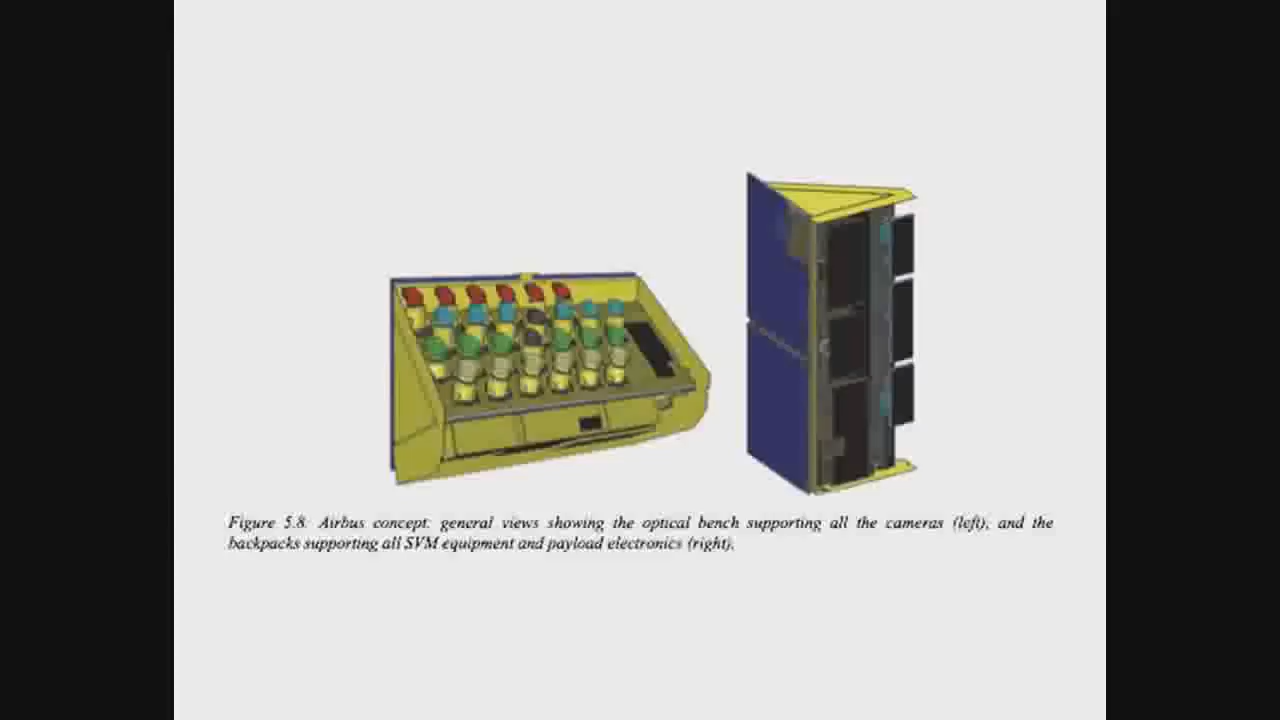 Figure 5.8. Airbus concept: general views showing the optical bench supporting all the cameras (left), and the
backpacks supporting all SVM equipment and payload electronics (right).